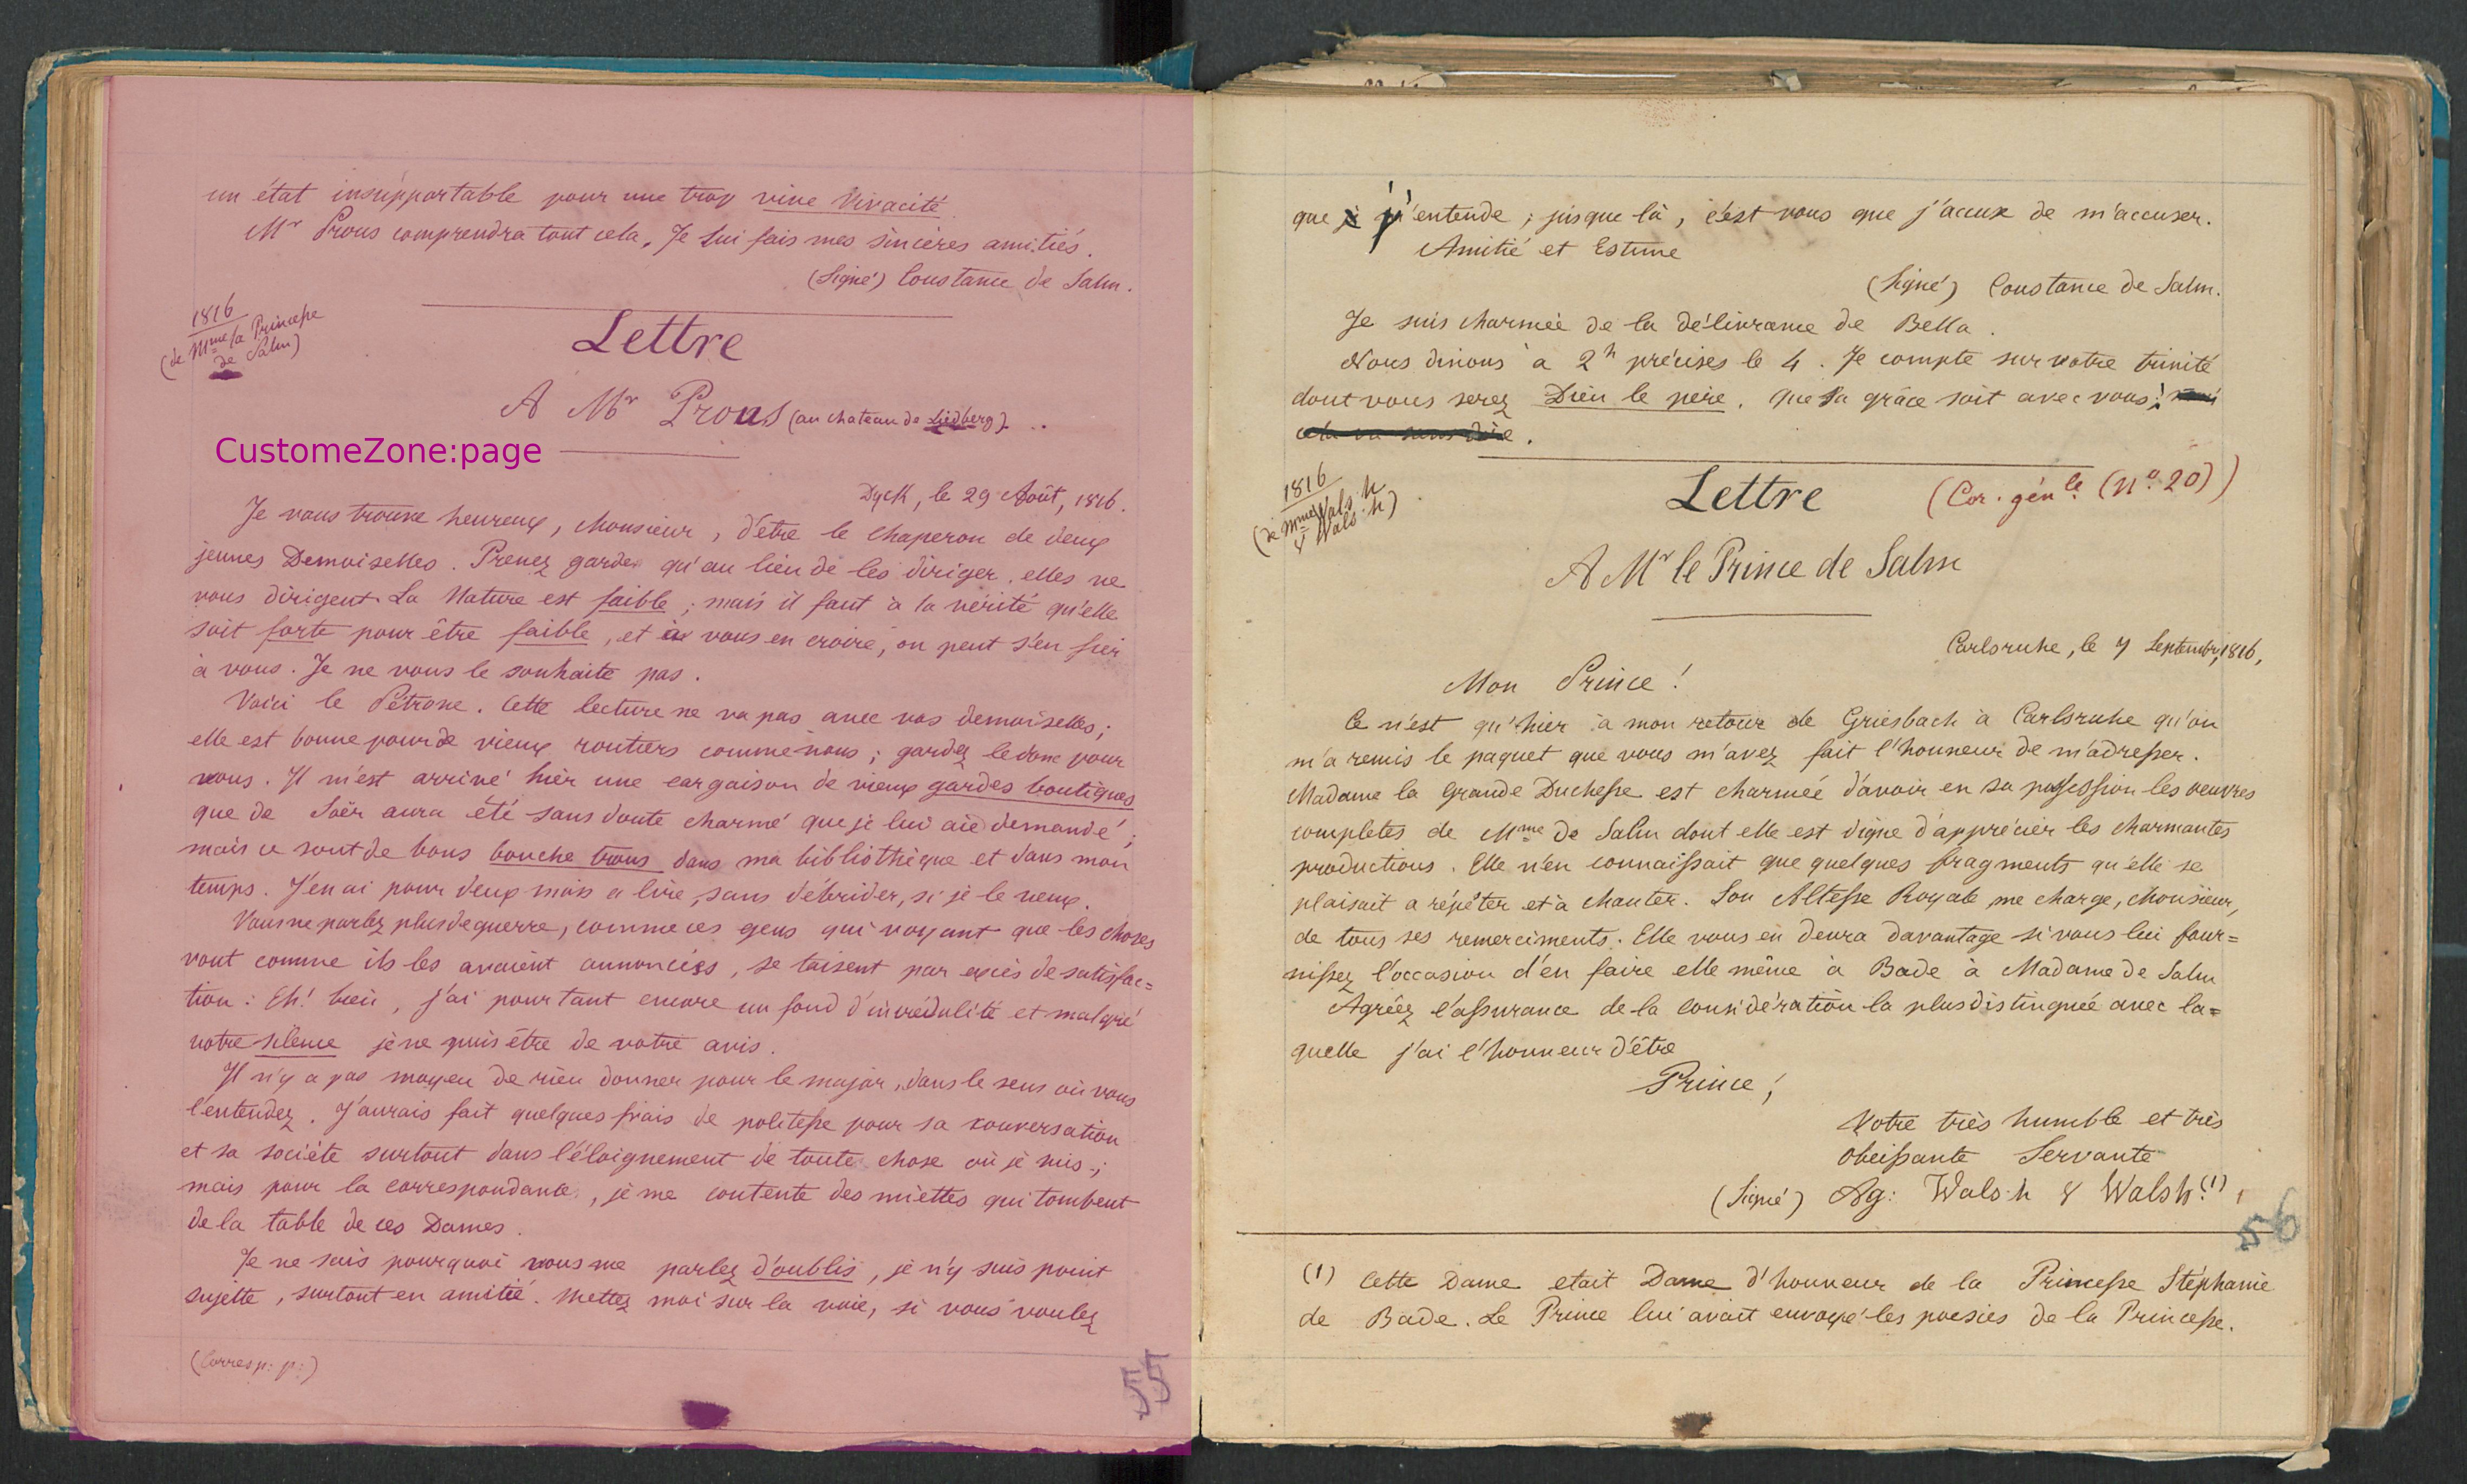 un état insupportable pour une trop vive vivacité.
Mr Prous comprendra tout cela. Je lui fais mes sincères amitiés.
(Signé) Constance de Salm.
1816
(de Mme la Princesse
de Salm)
Lettre
A Mr Prous (au chateau de Liedberg)
CustomeZone:page
Dyck, le 29 Août, 1816.
Je vous trouve heureux, Monsieur, d'être le chaperon de deux
jeunes Demoiselles. Prenez garde qu'au lieu de les diriger, elles ne
vous dirigent. La Nature est faible; mais il faut à la vérité qu'elle
soit forte pour être faible, et à vous en croire, on peut s'en fier
à vous. Je ne vous le souhaite pas.
Voici le Pétrone. Cette lecture ne va pas avec vos demoiselles;
elle est bonne pour de vieux routiers comme nous; gardez le donc pour
vous. Il m'est arrivé hier une cargaison de vieux gardes boutiques
que de Soër aura été sans doute charmé que je lui aie demandé;
mais ce sont de bons bouche trous dans ma bibliothèque et dans mon
temps. J'en ai pour deux mois a lire, sans débrider, si je le veux.
Vous ne parlez plus de guerre, comme ces gens qui voyant que les choses
vont comme ils les avaient annoncées, se taisent par excès de satisfac=
tion: Eh! bien, j'ai pourtant encore un fond d'incrédulité et malgré
votre silence je ne puis être de votre avis.
Il n'y a pas moyen de rien donner pour le major, dans le sens où vous
l'entendez. J'aurais fait quelques frais de politesse pour sa conversation
et sa société surtout dans l'éloignement de toute chose où je suis;
mais pour la correspondance, je me contente des miettes qui tombent
de la table de ces Dames.
Je ne sais pourquoi vous me parlez d'oublis, je n'y suis point
sujette, surtout en amitié. Mettez moi sur la voie, si vous voulez
(Corresp: p:)
55
que j'entende; jusque là, c'est vous que j'accuse de m'accuser.
Amitié et Estime
(Signé) Constance de Salm.
Je suis charmée de la délivrance de Bella.
Nous dinons à 2h précises le 4. Je compte sur votre trinité
dont vous serez Dieu le père. Que sa grâce soit avec vous!
cela va sans dire.
1816
(de Mme Wals:h
& Wals:h)
Lettre (Cor. génle (No 20))
A Mr le Prince de Salm
Carlsruhe, le 7 Septembre, 1816,
Mon Prince!
Ce n'est qu'hier à mon retour de Griesbach à Carlsruhe qu'on
m'a remis le paquet que vous m'avez fait l'honneur de m'adresser.
Madame la Grande Duchesse est charmée d'avoir en sa possession les oeuvres
completes de Mme de Salm dont elle est digne d'apprécier les charmantes
productions. Elle n'en connaissait que quelques fragments qu'elle se
plaisait a répéter et à chanter. Son Altesse Royale me charge, Monsieur,
de tous ses remerciments. Elle vous en devra davantage si vous lui four=
nissez l'occasion d'en faire elle même à Bade à Madame de Salm
Agréez l'assurance de la considération la plus distinguée avec la=
quelle j'ai l'honneur d'être
Prince!
Votre très humble et très
obeissante Servante
(Signé) Ag: Wals:h & Walsh (1)
56
(1) Cette Dame etait Dame d'honneur de la Princesse Stéphanie
de Bade. Le Prince lui avait envoyé les poesies de la Princesse.